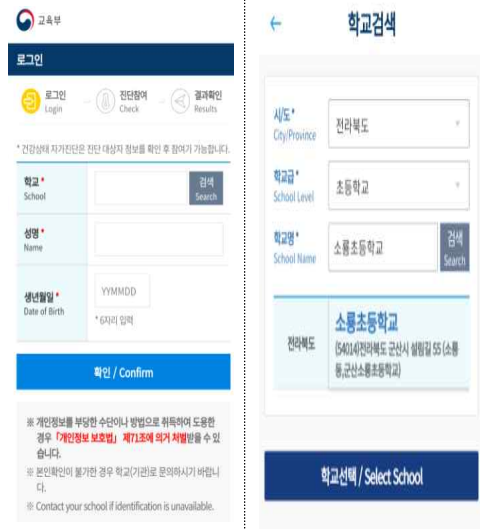 교육부
로그인
로그인
Login
진단참여
Check
결과확인
Results
* 건강상태 자가진단은 진단 대상지 정보를 확인 후 참여가 가능합니다.
학교 *
School
검색
Search
성명 *
Name
생년월일 *
Date of Birth
YYMMDD
* 6자리 입력
확인 / Confirm
※ 개인정보를 부당한 수단이나 방법으로 취득하여 도용한
경우 「개인정보 보호법」 제71조에 의거 처벌받을 수 있
습니다.
※ 본인확인이 불가한 경우 학교(기관)로 문의하시기 바랍니
다.
※ Contact your school if identification is unavailable.
학교검색
시/도 *
City/Province
전라북도
학교급 *
School Level
초등학교
학교명 *
School Name
소룡초등학교
검색
Search
전라북도
소룡초등학교
(54014)전라북도 군산시 설림길 55 (소룡
동,군산소룡초등학교)
학교선택 / Select School